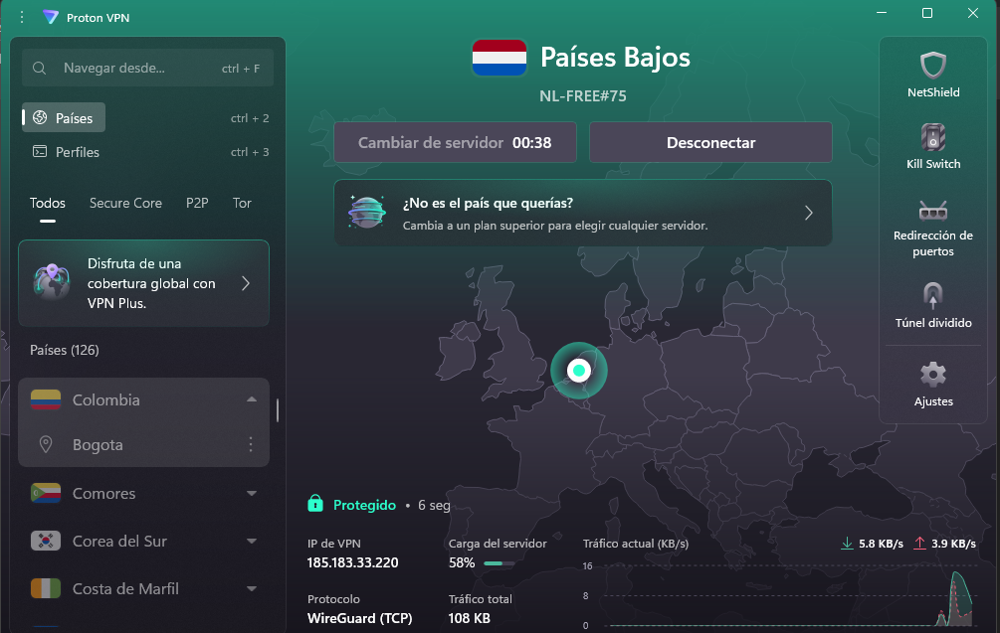 Proton VPN
Navegar desde...
ctrl + F
Países
ctrl + 2
Perfiles
ctrl + 3
Todos
Secure Core
P2P
Tor
Disfruta de una
cobertura global con
VPN Plus.
Países (126)
Colombia
Bogota
Comores
Corea del Sur
Costa de Marfil
Países Bajos
NL-FREE#75
Cambiar de servidor 00:38
Desconectar
¿No es el país que querías?
Cambia a un plan superior para elegir cualquier servidor.
Protegido • 6 seg
IP de VPN
185.183.33.220
Carga del servidor
58%
Protocolo
WireGuard (TCP)
Tráfico total
108 KB
Tráfico actual (KB/s)
5.8 KB/s
3.9 KB/s
16
8
0
NetShield
Kill Switch
Redirección de
puertos
Túnel dividido
Ajustes